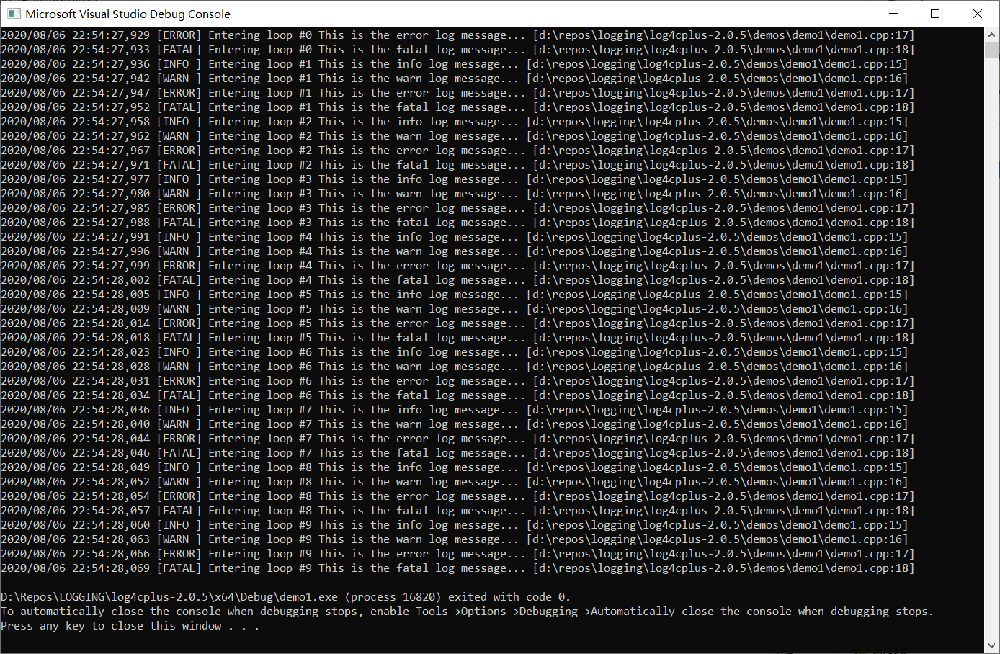 Microsoft Visual Studio Debug Console
2020/08/06 22:54:27,929 [ERROR] Entering loop #0 This is the error log message... [d:\repos\logging\log4cplus-2.0.5\demos\demo1\demo1.cpp:17]
2020/08/06 22:54:27,933 [FATAL] Entering loop #0 This is the fatal log message... [d:\repos\logging\log4cplus-2.0.5\demos\demo1\demo1.cpp:18]
2020/08/06 22:54:27,936 [INFO ] Entering loop #1 This is the info log message... [d:\repos\logging\log4cplus-2.0.5\demos\demo1\demo1.cpp:15]
2020/08/06 22:54:27,942 [WARN ] Entering loop #1 This is the warn log message... [d:\repos\logging\log4cplus-2.0.5\demos\demo1\demo1.cpp:16]
2020/08/06 22:54:27,947 [ERROR] Entering loop #1 This is the error log message... [d:\repos\logging\log4cplus-2.0.5\demos\demo1\demo1.cpp:17]
2020/08/06 22:54:27,952 [FATAL] Entering loop #1 This is the fatal log message... [d:\repos\logging\log4cplus-2.0.5\demos\demo1\demo1.cpp:18]
2020/08/06 22:54:27,958 [INFO ] Entering loop #2 This is the info log message... [d:\repos\logging\log4cplus-2.0.5\demos\demo1\demo1.cpp:15]
2020/08/06 22:54:27,962 [WARN ] Entering loop #2 This is the warn log message... [d:\repos\logging\log4cplus-2.0.5\demos\demo1\demo1.cpp:16]
2020/08/06 22:54:27,967 [ERROR] Entering loop #2 This is the error log message... [d:\repos\logging\log4cplus-2.0.5\demos\demo1\demo1.cpp:17]
2020/08/06 22:54:27,971 [FATAL] Entering loop #2 This is the fatal log message... [d:\repos\logging\log4cplus-2.0.5\demos\demo1\demo1.cpp:18]
2020/08/06 22:54:27,977 [INFO ] Entering loop #3 This is the info log message... [d:\repos\logging\log4cplus-2.0.5\demos\demo1\demo1.cpp:15]
2020/08/06 22:54:27,980 [WARN ] Entering loop #3 This is the warn log message... [d:\repos\logging\log4cplus-2.0.5\demos\demo1\demo1.cpp:16]
2020/08/06 22:54:27,985 [ERROR] Entering loop #3 This is the error log message... [d:\repos\logging\log4cplus-2.0.5\demos\demo1\demo1.cpp:17]
2020/08/06 22:54:27,988 [FATAL] Entering loop #3 This is the fatal log message... [d:\repos\logging\log4cplus-2.0.5\demos\demo1\demo1.cpp:18]
2020/08/06 22:54:27,991 [INFO ] Entering loop #4 This is the info log message... [d:\repos\logging\log4cplus-2.0.5\demos\demo1\demo1.cpp:15]
2020/08/06 22:54:27,996 [WARN ] Entering loop #4 This is the warn log message... [d:\repos\logging\log4cplus-2.0.5\demos\demo1\demo1.cpp:16]
2020/08/06 22:54:27,999 [ERROR] Entering loop #4 This is the error log message... [d:\repos\logging\log4cplus-2.0.5\demos\demo1\demo1.cpp:17]
2020/08/06 22:54:28,002 [FATAL] Entering loop #4 This is the fatal log message... [d:\repos\logging\log4cplus-2.0.5\demos\demo1\demo1.cpp:18]
2020/08/06 22:54:28,005 [INFO ] Entering loop #5 This is the info log message... [d:\repos\logging\log4cplus-2.0.5\demos\demo1\demo1.cpp:15]
2020/08/06 22:54:28,009 [WARN ] Entering loop #5 This is the warn log message... [d:\repos\logging\log4cplus-2.0.5\demos\demo1\demo1.cpp:16]
2020/08/06 22:54:28,014 [ERROR] Entering loop #5 This is the error log message... [d:\repos\logging\log4cplus-2.0.5\demos\demo1\demo1.cpp:17]
2020/08/06 22:54:28,018 [FATAL] Entering loop #5 This is the fatal log message... [d:\repos\logging\log4cplus-2.0.5\demos\demo1\demo1.cpp:18]
2020/08/06 22:54:28,023 [INFO ] Entering loop #6 This is the info log message... [d:\repos\logging\log4cplus-2.0.5\demos\demo1\demo1.cpp:15]
2020/08/06 22:54:28,028 [WARN ] Entering loop #6 This is the warn log message... [d:\repos\logging\log4cplus-2.0.5\demos\demo1\demo1.cpp:16]
2020/08/06 22:54:28,031 [ERROR] Entering loop #6 This is the error log message... [d:\repos\logging\log4cplus-2.0.5\demos\demo1\demo1.cpp:17]
2020/08/06 22:54:28,034 [FATAL] Entering loop #6 This is the fatal log message... [d:\repos\logging\log4cplus-2.0.5\demos\demo1\demo1.cpp:18]
2020/08/06 22:54:28,036 [INFO ] Entering loop #7 This is the info log message... [d:\repos\logging\log4cplus-2.0.5\demos\demo1\demo1.cpp:15]
2020/08/06 22:54:28,040 [WARN ] Entering loop #7 This is the warn log message... [d:\repos\logging\log4cplus-2.0.5\demos\demo1\demo1.cpp:16]
2020/08/06 22:54:28,044 [ERROR] Entering loop #7 This is the error log message... [d:\repos\logging\log4cplus-2.0.5\demos\demo1\demo1.cpp:17]
2020/08/06 22:54:28,046 [FATAL] Entering loop #7 This is the fatal log message... [d:\repos\logging\log4cplus-2.0.5\demos\demo1\demo1.cpp:18]
2020/08/06 22:54:28,049 [INFO ] Entering loop #8 This is the info log message... [d:\repos\logging\log4cplus-2.0.5\demos\demo1\demo1.cpp:15]
2020/08/06 22:54:28,052 [WARN ] Entering loop #8 This is the warn log message... [d:\repos\logging\log4cplus-2.0.5\demos\demo1\demo1.cpp:16]
2020/08/06 22:54:28,054 [ERROR] Entering loop #8 This is the error log message... [d:\repos\logging\log4cplus-2.0.5\demos\demo1\demo1.cpp:17]
2020/08/06 22:54:28,057 [FATAL] Entering loop #8 This is the fatal log message... [d:\repos\logging\log4cplus-2.0.5\demos\demo1\demo1.cpp:18]
2020/08/06 22:54:28,060 [INFO ] Entering loop #9 This is the info log message... [d:\repos\logging\log4cplus-2.0.5\demos\demo1\demo1.cpp:15]
2020/08/06 22:54:28,063 [WARN ] Entering loop #9 This is the warn log message... [d:\repos\logging\log4cplus-2.0.5\demos\demo1\demo1.cpp:16]
2020/08/06 22:54:28,066 [ERROR] Entering loop #9 This is the error log message... [d:\repos\logging\log4cplus-2.0.5\demos\demo1\demo1.cpp:17]
2020/08/06 22:54:28,069 [FATAL] Entering loop #9 This is the fatal log message... [d:\repos\logging\log4cplus-2.0.5\demos\demo1\demo1.cpp:18]
D:\Repos\LOGGING\log4cplus-2.0.5\x64\Debug\demo1.exe (process 16820) exited with code 0.
To automatically close the console when debugging stops, enable Tools->Options->Debugging->Automatically close the console when debugging stops.
Press any key to close this window . . .